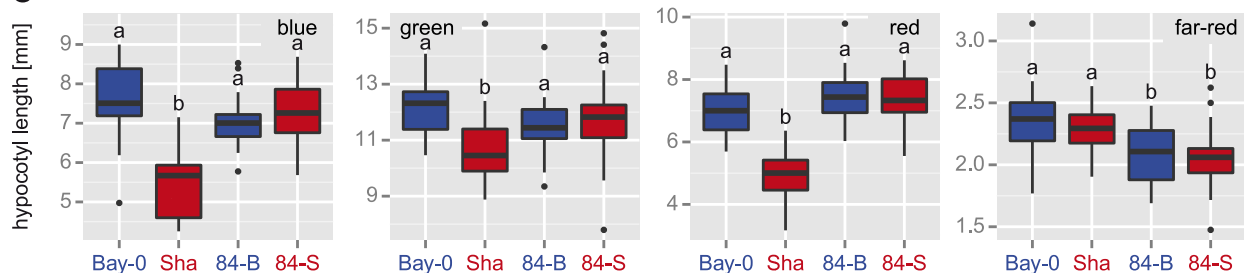 hypocotyl length [mm]
blue
9
8
7
6
5
a
b
a
a
Bay-0 Sha 84-B 84-S
green
15
13
11
9
a
b
a
a
Bay-0 Sha 84-B 84-S
red
10
8
6
4
a
b
a
a
Bay-0 Sha 84-B 84-S
far-red
3.0
2.5
2.0
1.5
a
a
b
b
Bay-0 Sha 84-B 84-S